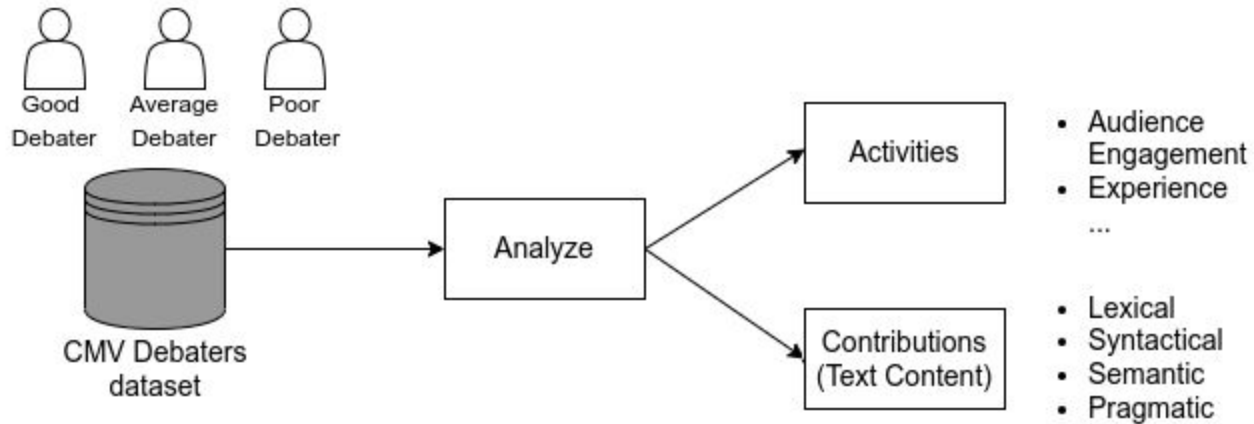 Good
Debater
Average
Debater
Poor
Debater
CMV Debaters
dataset
Analyze
Activities
• Audience
Engagement
• Experience
...
Contributions
(Text Content)
• Lexical
• Syntactical
• Semantic
• Pragmatic